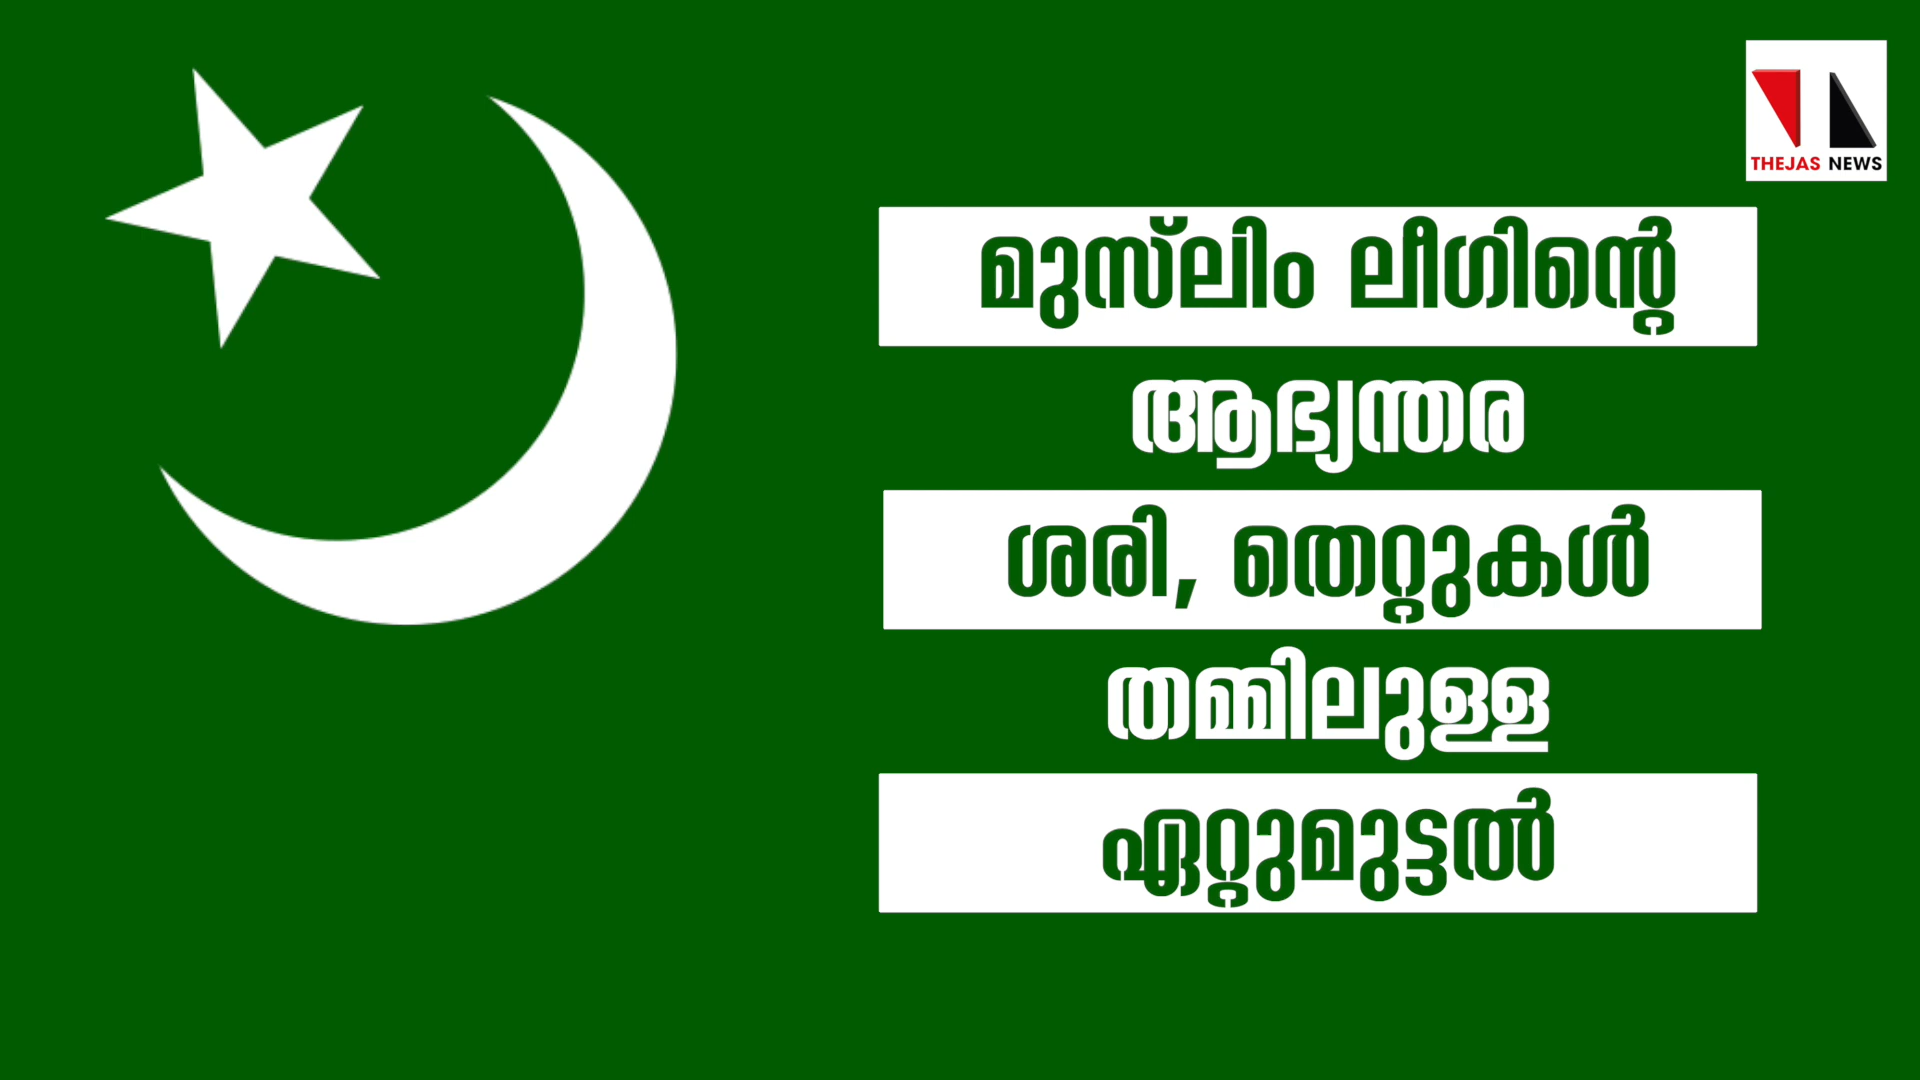 THEJAS NEWS
മുസ്‌ലിം ലീഗിന്റെ
ആഭ്യന്തര
ശരി, തെറ്റുകൾ
തമ്മിലുള്ള
ഏറ്റുമുട്ടൽ